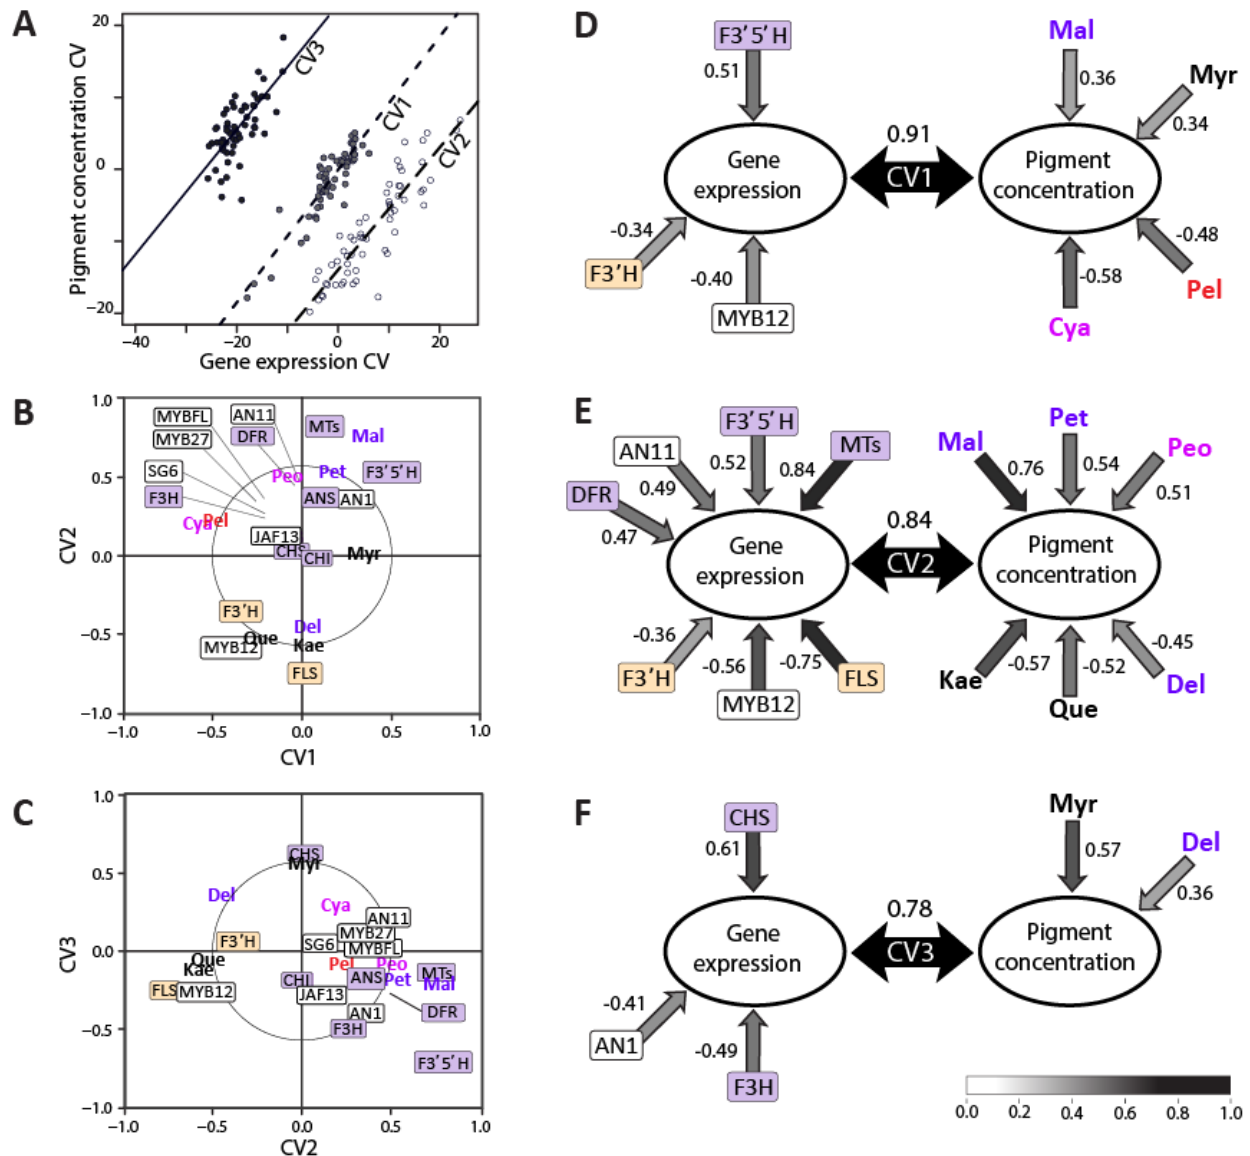 A
20
0
−20
Pigment concentration CV
CV3
CV1
CV2
−40
−20
0
20
Gene expression CV
B
1.0
0.5
0.0
−0.5
−1.0
CV2
MYBFL
AN11
MTs
MYB27
DFR
Mal
SG6
Peo
Pet
F3′5′H
F3H
ANS
AN1
Cya
Pel
JAF13
CHS
CHI
Myr
F3′H
Del
MYB12
Que
Kae
FLS
−1.0
−0.5
0.0
0.5
1.0
CV1
C
1.0
0.5
0.0
−0.5
−1.0
CV3
CHS
Myr
Del
Cya
AN11
MYB27
F3′H
SG6
MYBFL
Que
Kae
Pel
Peo
CHI
ANS
Pet
MTs
Mal
FLS
MYB12
JAF13
AN1
DFR
F3H
F3′5′H
−1.0
−0.5
0.0
0.5
1.0
CV2
D
F3′5′H
0.51
Mal
0.36
Myr
0.34
Gene
expression
0.91
CV1
Pigment
concentration
-0.34
F3′H
-0.40
MYB12
-0.58
Cya
-0.48
Pel
E
AN11
0.49
F3′5′H
0.52
MTs
0.84
DFR
0.47
Mal
0.76
Pet
0.54
Peo
0.51
Gene
expression
0.84
CV2
Pigment
concentration
-0.36
F3′H
-0.56
MYB12
-0.75
FLS
Kae
-0.57
Que
-0.52
-0.45
Del
F
CHS
0.61
Myr
0.57
Del
0.36
Gene
expression
0.78
CV3
Pigment
concentration
-0.41
AN1
-0.49
F3H
0.0 0.2 0.4 0.6 0.8 1.0